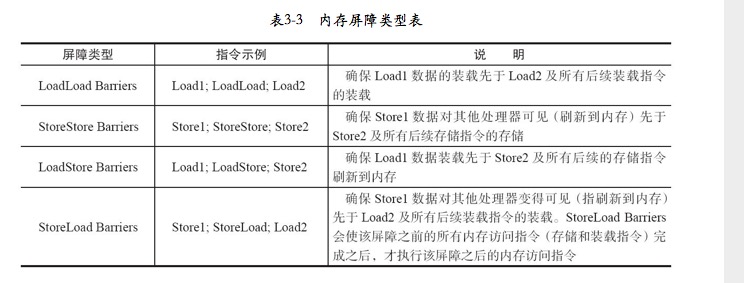 表3-3 内存屏障类型表
屏障类型 指令示例 说 明
LoadLoad Barriers Load1; LoadLoad; Load2 确保 Load1 数据的装载先于 Load2 及所有后续装载指令
的装载
StoreStore Barriers Store1; StoreStore; Store2 确保 Store1 数据对其他处理器可见（刷新到内存）先于
Store2 及所有后续存储指令的存储
LoadStore Barriers Load1; LoadStore; Store2 确保 Load1 数据装载先于 Store2 及所有后续的存储指令
刷新到内存
StoreLoad Barriers Store1; StoreLoad; Load2 确保 Store1 数据对其他处理器变得可见（指刷新到内存）
先于 Load2 及所有后续装载指令的装载。StoreLoad Barriers
会使该屏障之前的所有内存访问指令（存储和装载指令）完
成之后，才执行该屏障之后的内存访问指令